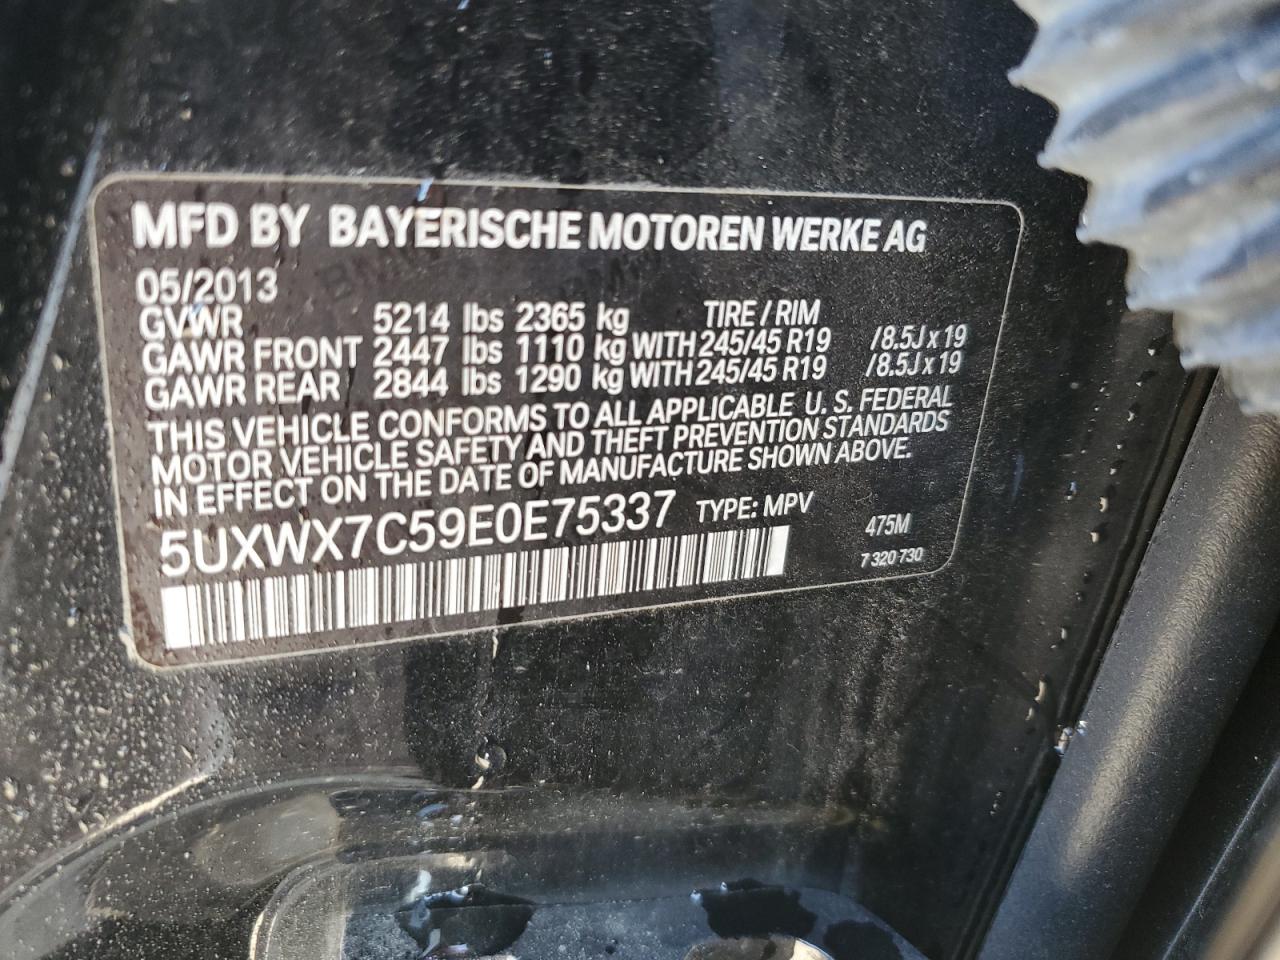 MFD BY BAYERISCHE MOTOREN WERKE AG
05/2013
GVWR 5214 lbs 2365 kg TIRE / RIM
GAWR FRONT 2447 lbs 1110 kg WITH 245/45 R19 /8.5J x 19
GAWR REAR 2844 lbs 1290 kg WITH 245/45 R19 /8.5J x 19
THIS VEHICLE CONFORMS TO ALL APPLICABLE U. S. FEDERAL
MOTOR VEHICLE SAFETY AND THEFT PREVENTION STANDARDS
IN EFFECT ON THE DATE OF MANUFACTURE SHOWN ABOVE.
5UXWX7C59E0E75337 TYPE: MPV
475M
7 320 730